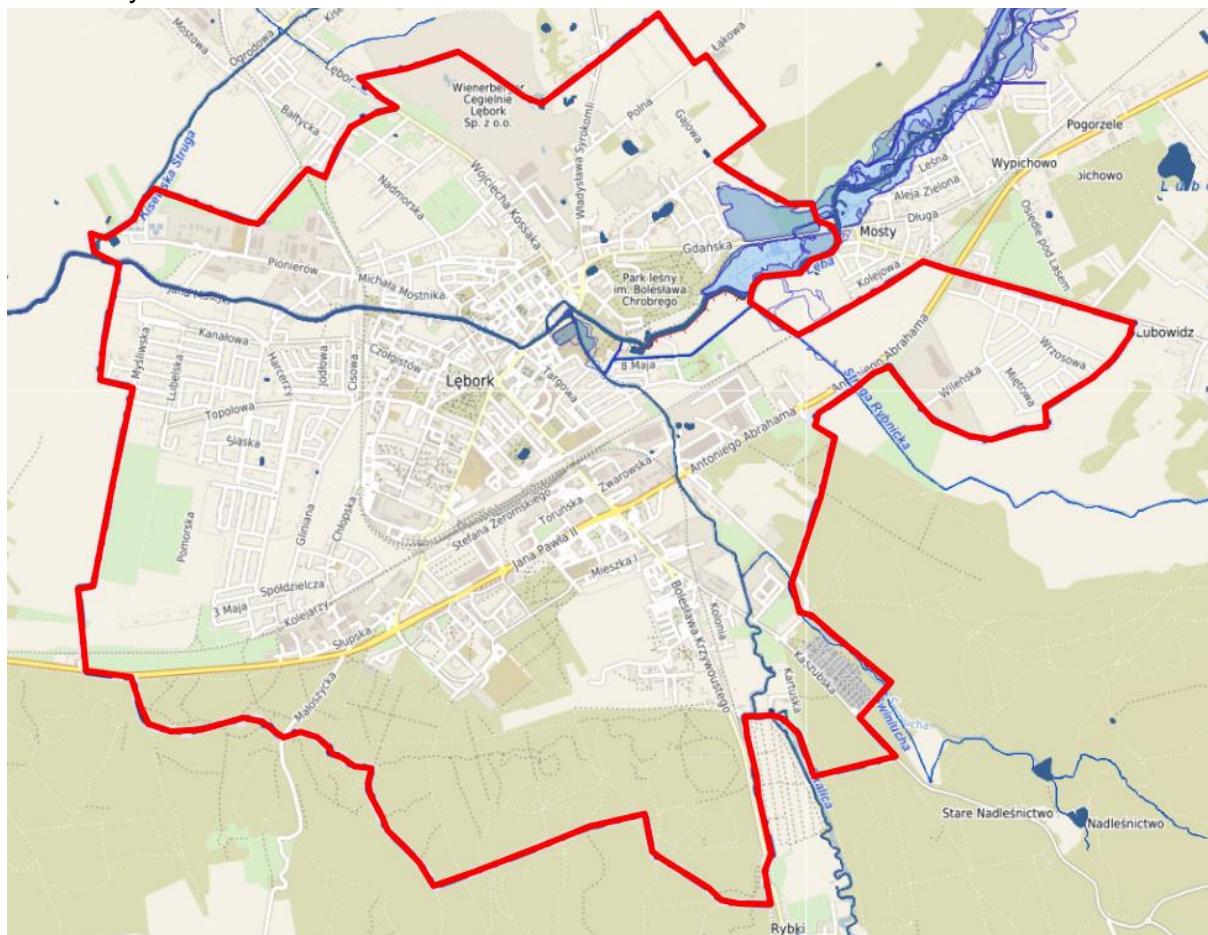 Mostowa
Ogrodowa
Łąkowa
Wienerberger
Cegielnie
Lębork
Sp. z o.o.
Polna
Gajowa
Bałtycka
Władysława Syrokomli
Pogorzele
Kisewska Struga
Wojciecha Kossaka
Nadmorska
Leśna
Wypichowo
Aleja Zielona
Długa
Osiedle pod Lasem
Mosty
Gdańska
Pionierów
Michała Mostnika
Park leśny
im. Bolesława
Chrobrego
Łeba
Kolejowa
Kanałowa
Myśliwska
Lubelska
Harcerzy
Jodłowa
Cisowa
Czołgistów
Lębork
Targowa
8 Maja
Antoniego Abrahama
Lubowidz
Wrzosowa
Miętowa
Wileńska
Struga Rybnicka
Topolowa
Śląska
Antoniego Abrahama
Zwarowska
Toruńska
Stefana Żeromskiego
Jana Pawła II
Mieszka I
Pomorska
Gliniana
Chłopska
Spółdzielcza
3 Maja
Kolejarzy
Słupska
Małoszycka
Bolesława Krzywoustego
Kolonia
Kaszubska
Kartuska
Stare Nadleśnictwo
Nadleśnictwo
Rybki